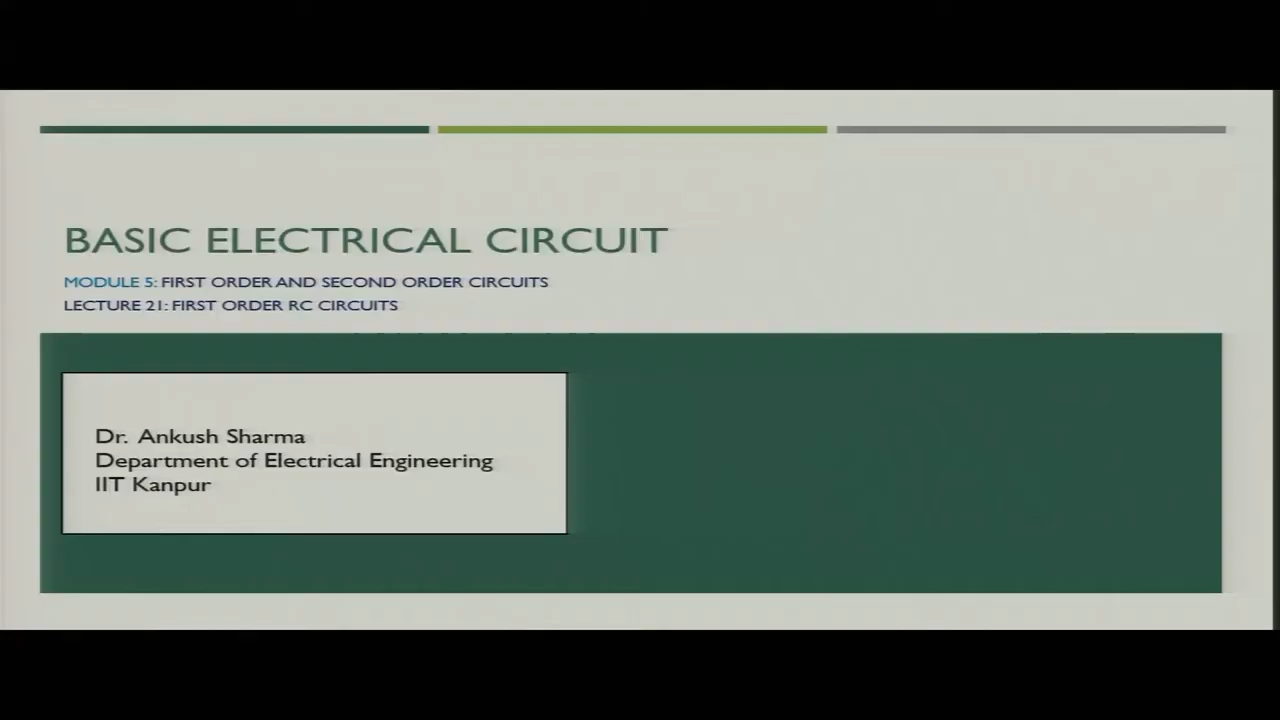 BASIC ELECTRICAL CIRCUIT
MODULE 5: FIRST ORDER AND SECOND ORDER CIRCUITS
LECTURE 21: FIRST ORDER RC CIRCUITS
Dr. Ankush Sharma
Department of Electrical Engineering
IIT Kanpur